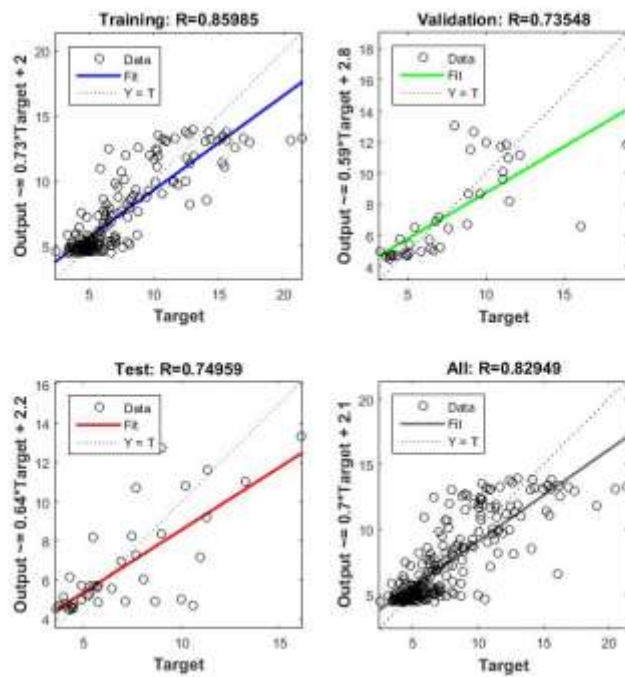 Training: R=0.85985
Output ~= 0.73*Target + 2
20
15
10
5
Data
Fit
Y = T
5
10
15
20
Target
Validation: R=0.73548
Output ~= 0.59*Target + 2.8
18
16
14
12
10
8
6
4
Data
Fit
Y = T
5
10
15
Target
Test: R=0.74959
Output ~= 0.64*Target + 2.2
16
14
12
10
8
6
4
Data
Fit
Y = T
5
10
15
Target
All: R=0.82949
Output ~= 0.7*Target + 2.1
20
15
10
5
Data
Fit
Y = T
5
10
15
20
Target